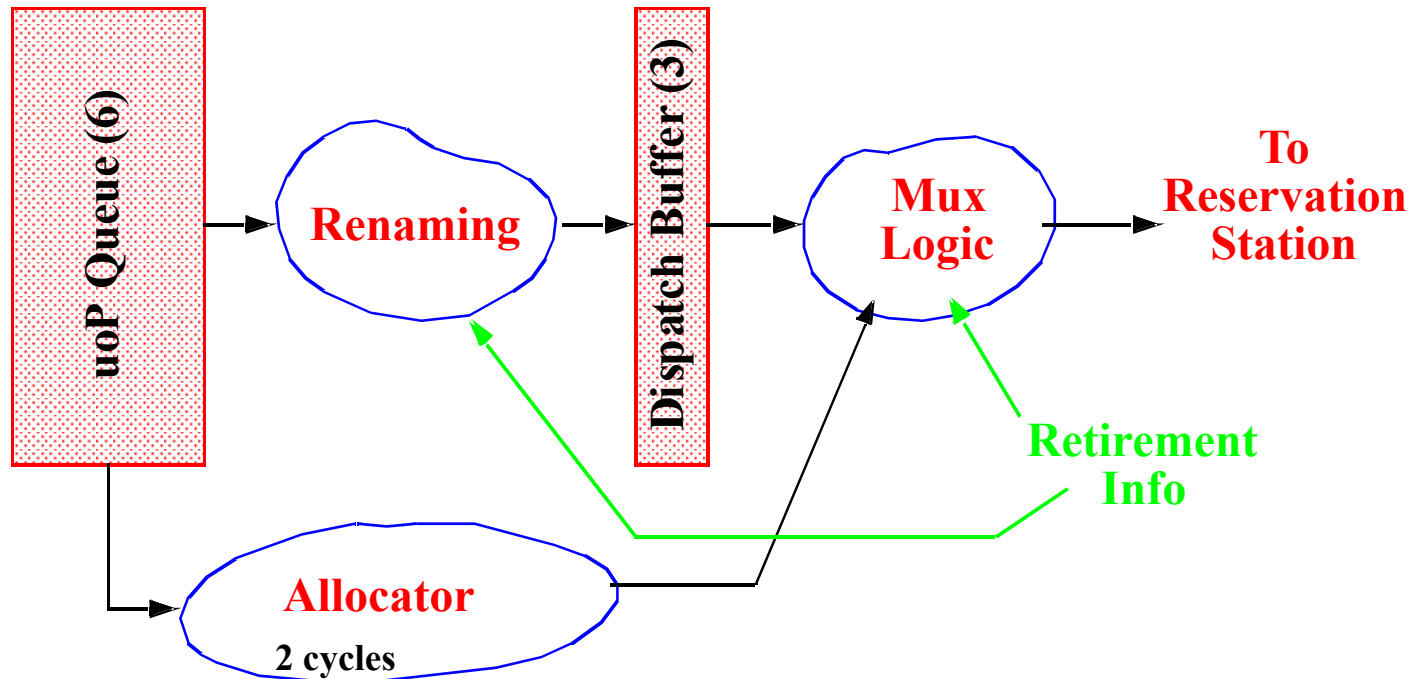 uoP Queue (6)
Renaming
Dispatch Buffer (3)
Mux
Logic
To
Reservation
Station
Retirement
Info
Allocator
2 cycles